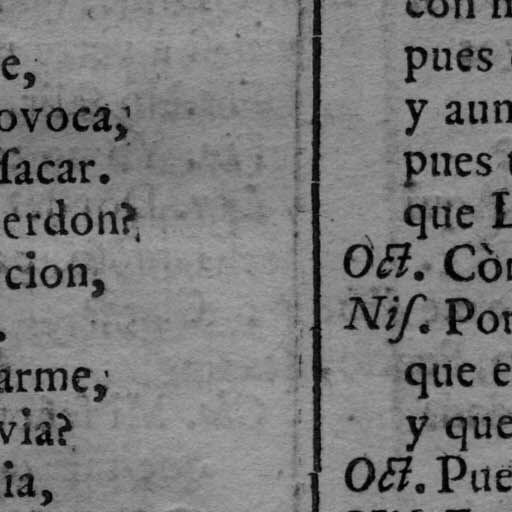 e,
ovoca,
ſacar.
erdon?
cion,
.
arme,
via?
ia,
con
pues
y aun
pues
que
Oct. Còn
Niſ. Por
que e
y que
Oct. Pue